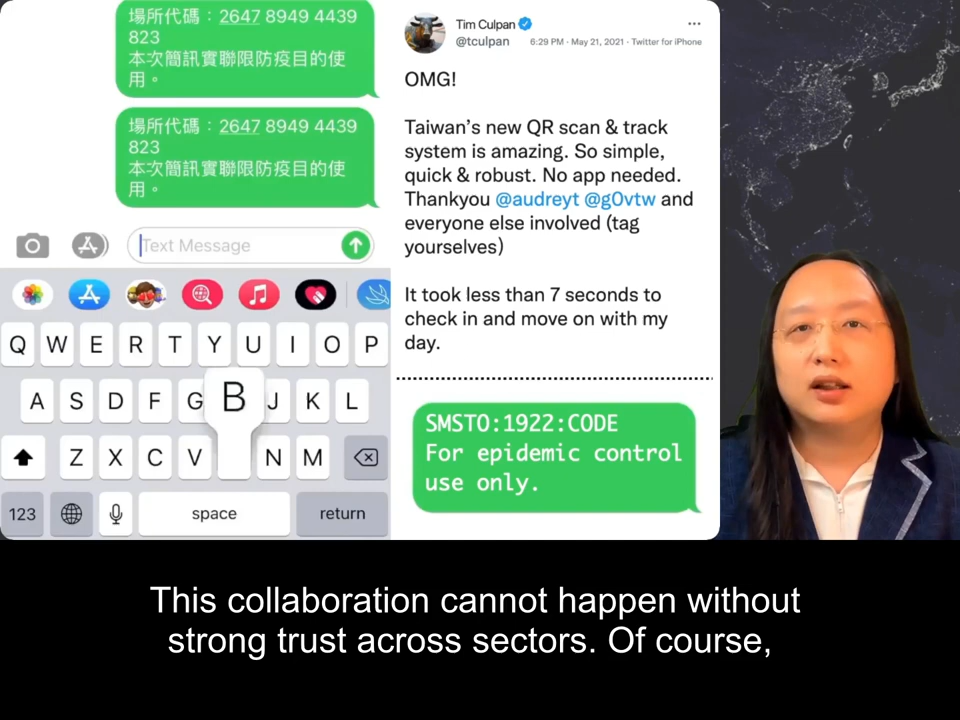 場所代碼：2647 8949 4439
823
本次簡訊實聯限防疫目的使
用。
場所代碼：2647 8949 4439
823
本次簡訊實聯限防疫目的使
用。
Text Message
Q W E R T Y U I O P
A S D F G B J K L
Z X C V N M
123 space return
Tim Culpan
@tculpan 6:29 PM · May 21, 2021 · Twitter for iPhone
OMG!
Taiwan's new QR scan & track
system is amazing. So simple,
quick & robust. No app needed.
Thankyou @audreyt @g0vtw and
everyone else involved (tag
yourselves)
It took less than 7 seconds to
check in and move on with my
day.
SMSTO:1922:CODE
For epidemic control
use only.
This collaboration cannot happen without
strong trust across sectors. Of course,